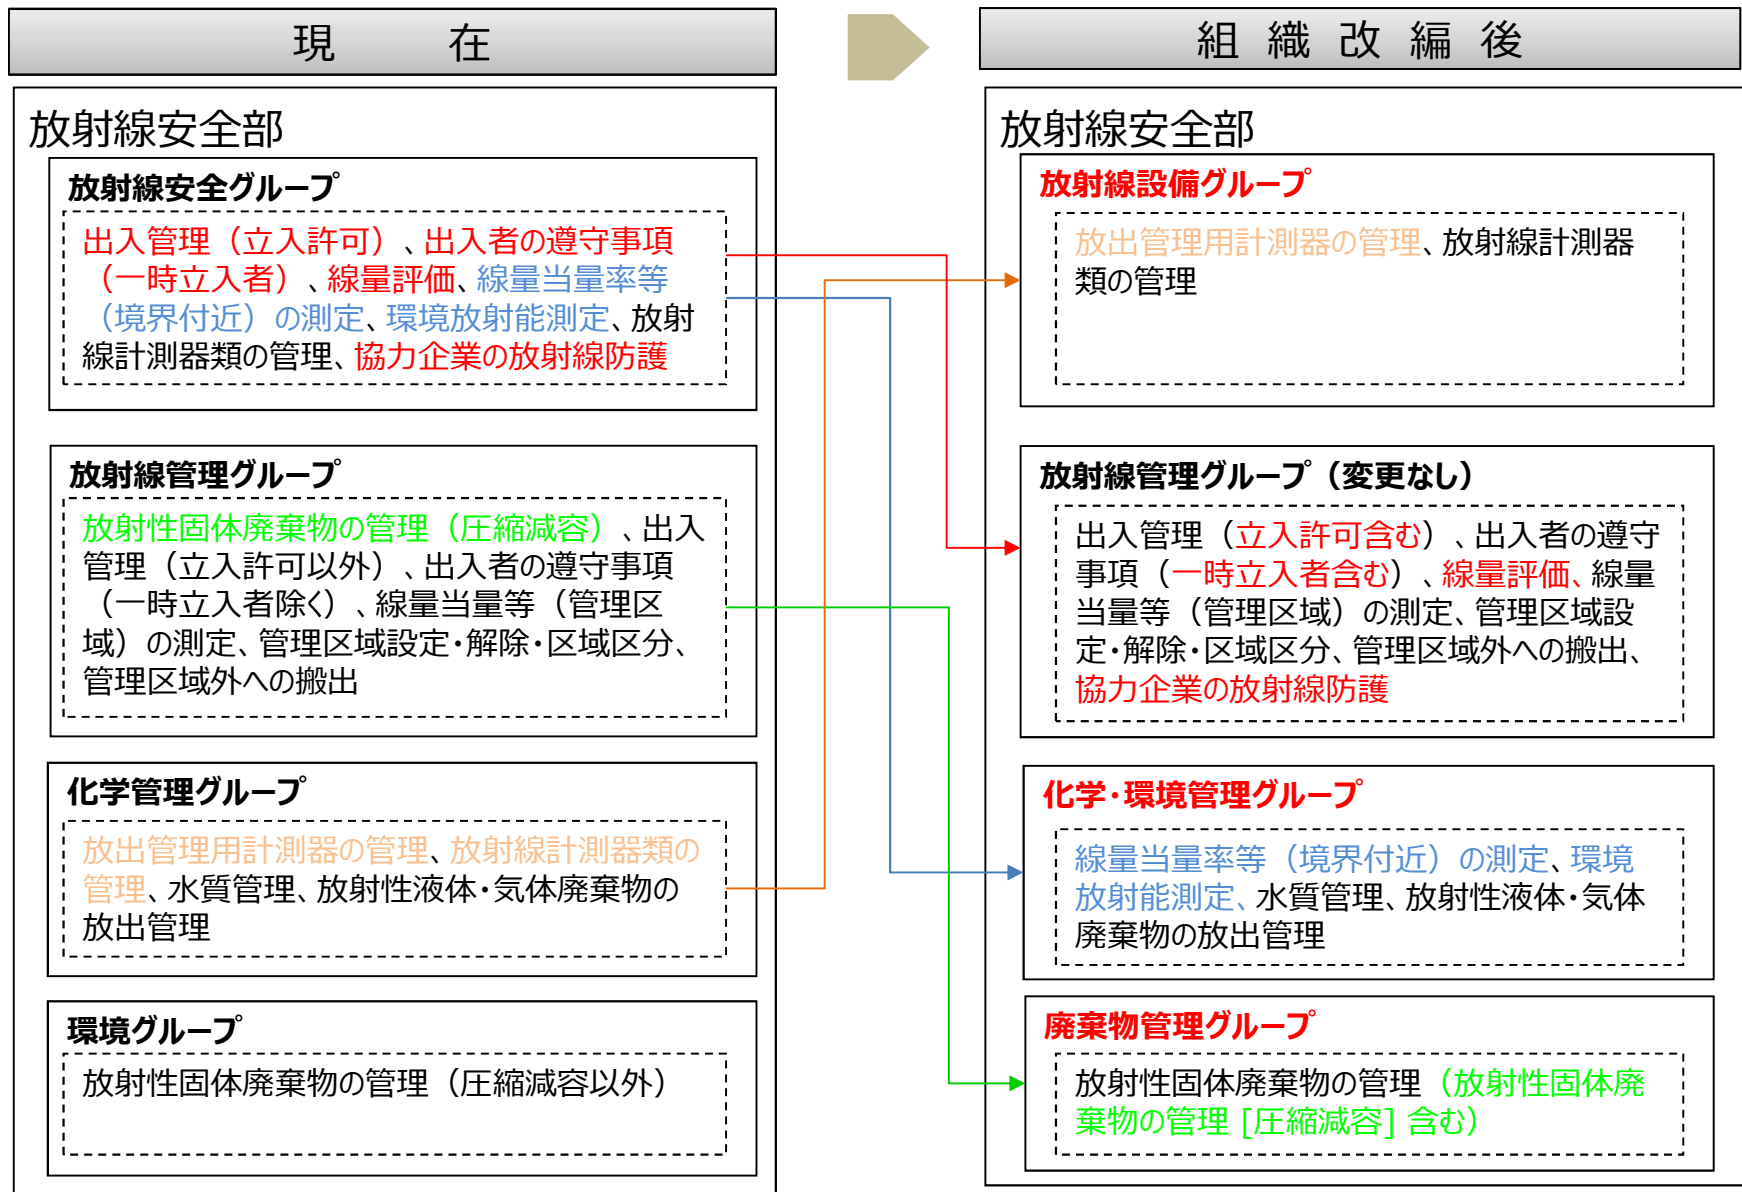 現在
放射線安全部
放射線安全グループ
出入管理（立入許可）、出入者の遵守事項
（一時立入者）、線量評価、線量当量率等
（境界付近）の測定、環境放射能測定、放射
線計測器類の管理、協力企業の放射線防護
放射線管理グループ
放射性固体廃棄物の管理（圧縮減容）、出入
管理（立入許可以外）、出入者の遵守事項
（一時立入者除く）、線量当量等（管理区
域）の測定、管理区域設定・解除・区域区分、
管理区域外への搬出
化学管理グループ
放出管理用計測器の管理、放射線計測器類の
管理、水質管理、放射性液体・気体廃棄物の
放出管理
環境グループ
放射性固体廃棄物の管理（圧縮減容以外）
組織改編後
放射線安全部
放射線設備グループ
放出管理用計測器の管理、放射線計測器
類の管理
放射線管理グループ（変更なし）
出入管理（立入許可含む）、出入者の遵守
事項（一時立入者含む）、線量評価、線量
当量等（管理区域）の測定、管理区域設
定・解除・区域区分、管理区域外への搬出、
協力企業の放射線防護
化学・環境管理グループ
線量当量率等（境界付近）の測定、環境
放射能測定、水質管理、放射性液体・気体
廃棄物の放出管理
廃棄物管理グループ
放射性固体廃棄物の管理（放射性固体廃
棄物の管理 [圧縮減容] 含む）